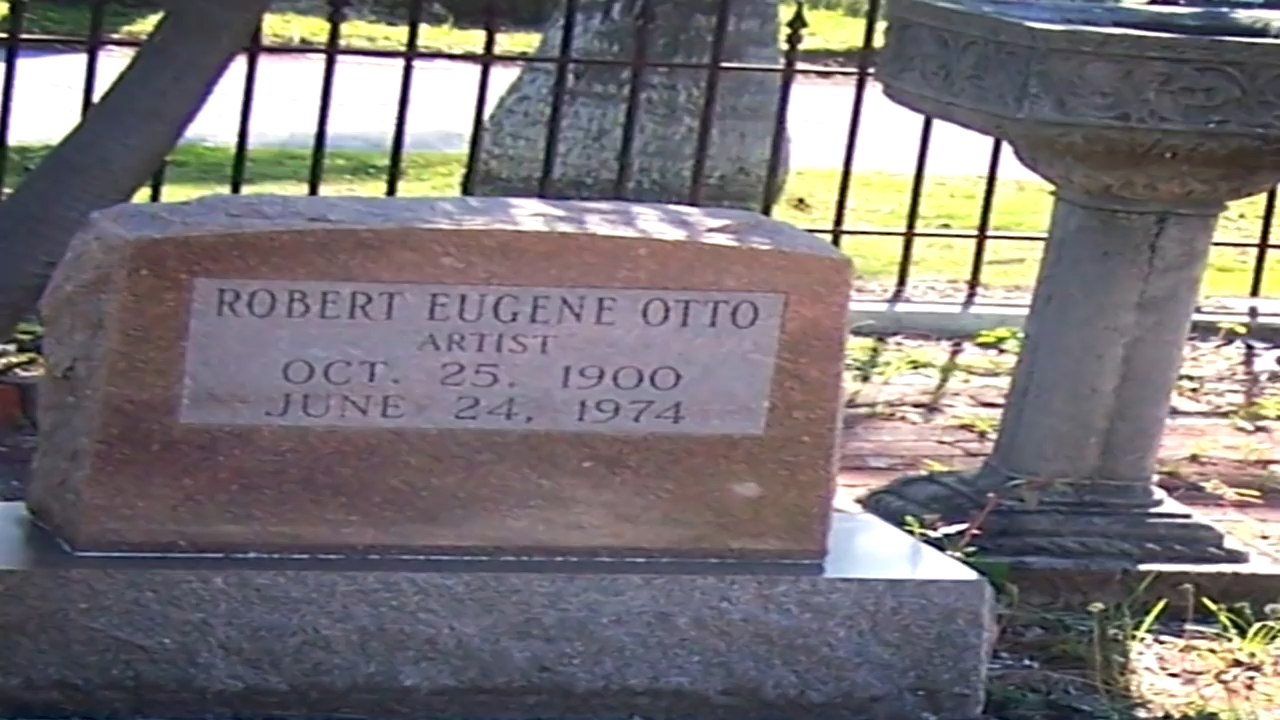 ROBERT EUGENE OTTO
ARTIST
OCT. 25. 1900
JUNE 24, 1974